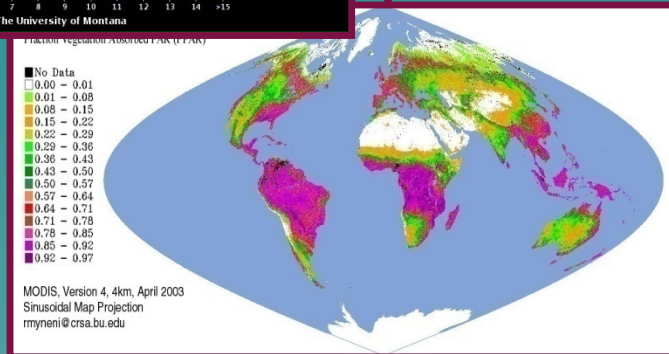 7 8 9 10 11 12 13 14 >15
The University of Montana
Fraction Vegetation Absorbed PAR (FPAR)
No Data
0.00 - 0.01
0.01 - 0.08
0.08 - 0.15
0.15 - 0.22
0.22 - 0.29
0.29 - 0.36
0.36 - 0.43
0.43 - 0.50
0.50 - 0.57
0.57 - 0.64
0.64 - 0.71
0.71 - 0.78
0.78 - 0.85
0.85 - 0.92
0.92 - 0.97
MODIS, Version 4, 4km, April 2003
Sinusoidal Map Projection
rmyneni@crsa.bu.edu